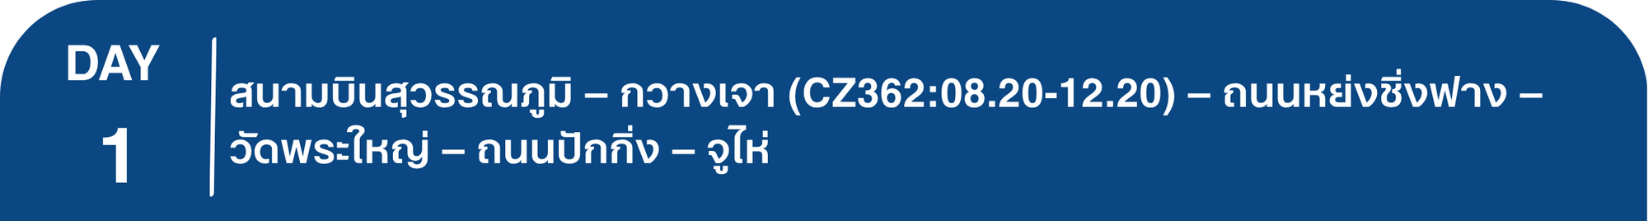 DAY
1
สนามบินสุวรรณภูมิ – กวางเจา (CZ362:08.20-12.20) – ถนนหย่งชิ่งฟาง –
วัดพระใหญ่ – ถนนปักกิ่ง – จูไห่